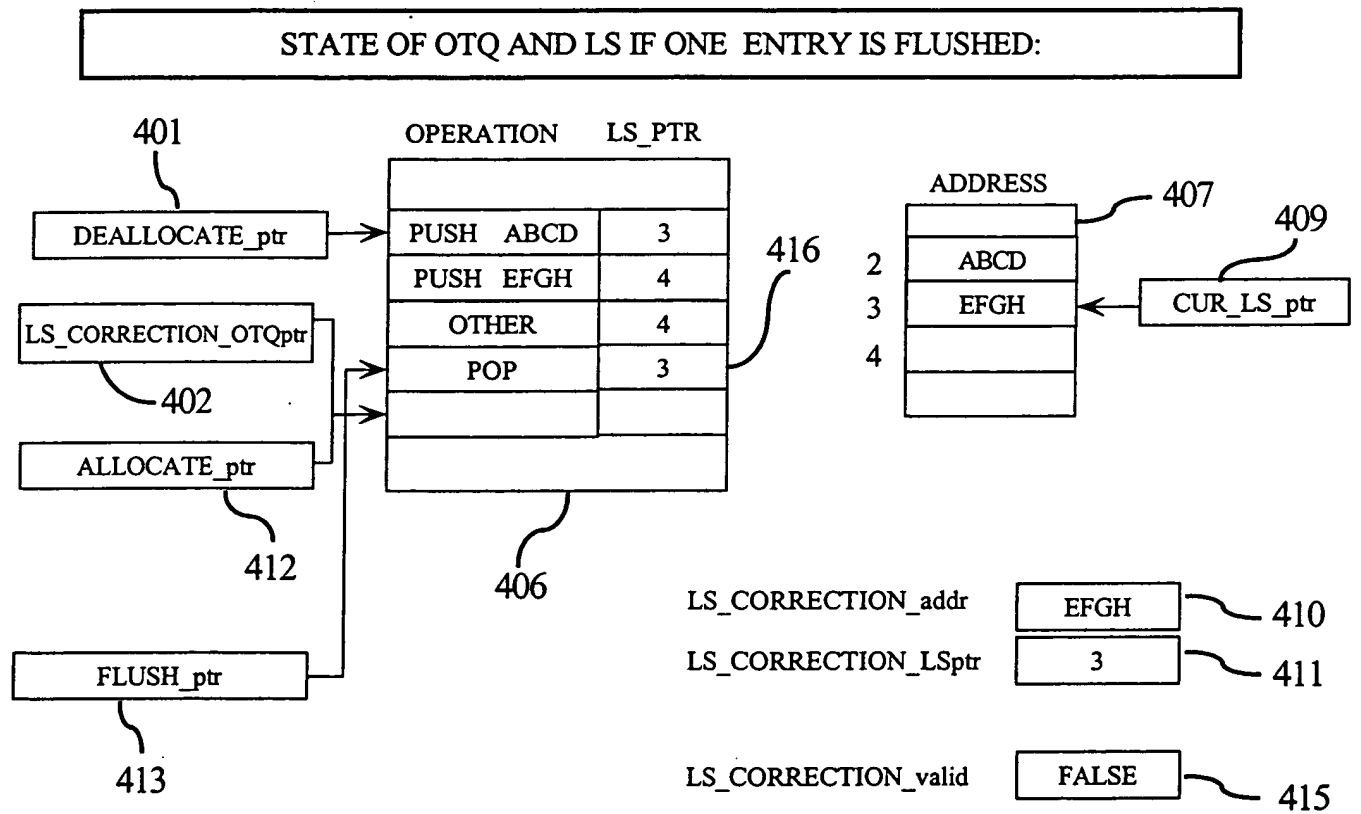 STATE OF OTQ AND LS IF ONE ENTRY IS FLUSHED:
401
OPERATION LS_PTR
ADDRESS
407
409
DEALLOCATE_ptr
PUSH ABCD 3
416
2 ABCD
PUSH EFGH 4
3 EFGH
CUR_LS_ptr
LS_CORRECTION_OTQptr
OTHER 4
4
POP 3
402
ALLOCATE_ptr
412
406
LS_CORRECTION_addr EFGH 410
LS_CORRECTION_LSptr 3 411
FLUSH_ptr
413
LS_CORRECTION_valid FALSE 415